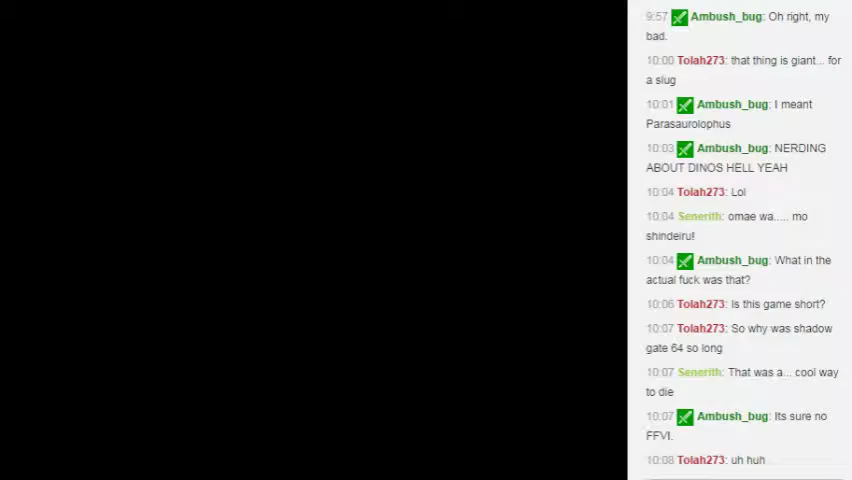 9:57 Ambush_bug: Oh right, my
bad.
10:00 Tolah273: that thing is giant... for
a slug
10:01 Ambush_bug: I meant
Parasaurolophus
10:03 Ambush_bug: NERDING
ABOUT DINOS HELL YEAH
10:04 Tolah273: Lol
10:04 Senerith: omae wa..... mo
shindeiru!
10:04 Ambush_bug: What in the
actual fuck was that?
10:06 Tolah273: Is this game short?
10:07 Tolah273: So why was shadow
gate 64 so long
10:07 Senerith: That was a... cool way
to die
10:07 Ambush_bug: Its sure no
FFVI.
10:08 Tolah273: uh huh